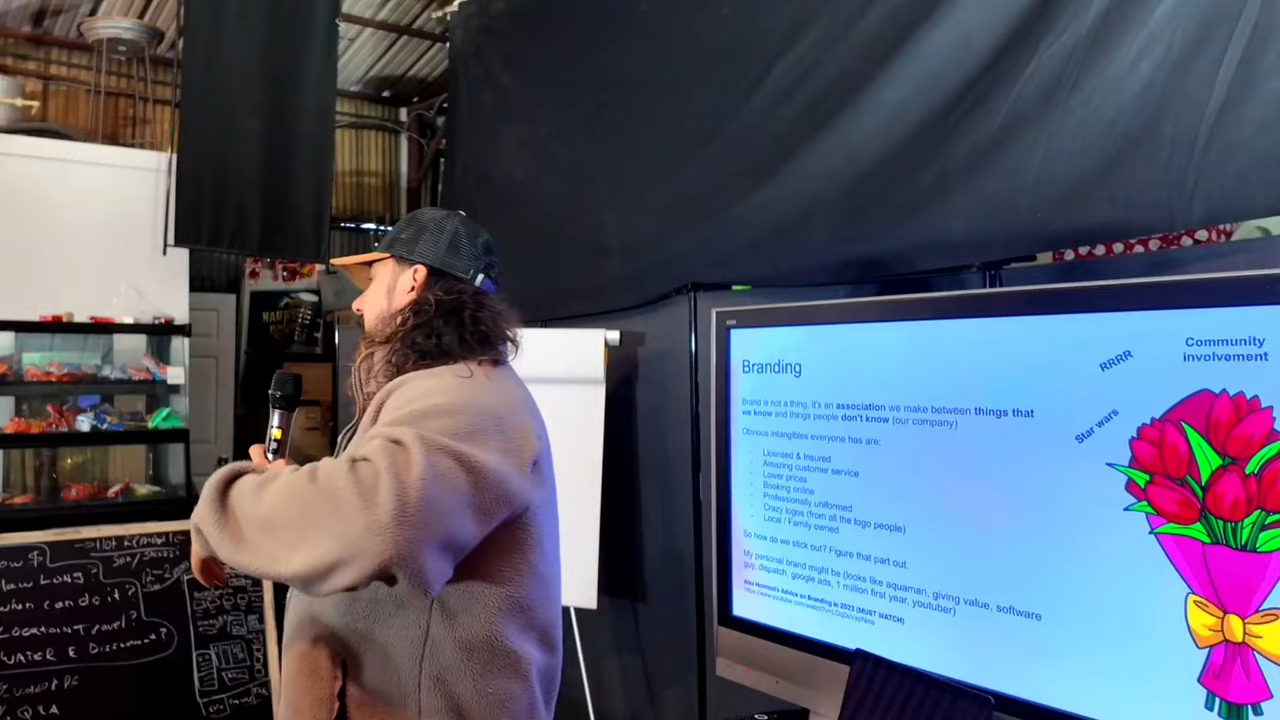 Branding
Community
involvement
RRRR
Star wars
Brand is not a thing, it's an association we make between things that
we know and things people don't know (our company)
Obvious intangibles everyone has are:
- Licensed & Insured
- Amazing customer service
- Lower prices
- Booking online
- Professionally uniformed
- Crazy logos (from all the logo people)
- Local / Family owned
So how do we stick out? Figure that part out.
My personal brand might be (looks like aquaman, giving value, software
guy, dispatch, google ads, 1 million first year, youtuber)
Advice on Branding in 2023 (MUST WATCH)
How $
How LONG?
when can do it?
LOCATION TRAVEL?
WATER E
Q&A
12-2